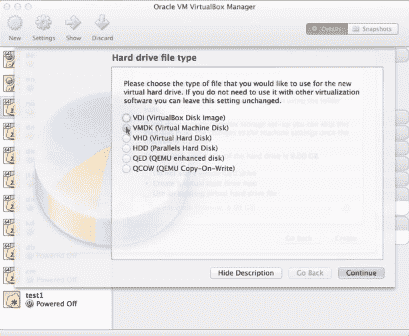 Oracle VM VirtualBox Manager
New Settings Show Discard
Details Snapshots
Hard drive file type
Please choose the type of file that you would like to use for the new
virtual hard drive. If you do not need to use it with other virtualization
software you can leave this setting unchanged.
VDI (VirtualBox Disk Image)
VMDK (Virtual Machine Disk)
VHD (Virtual Hard Disk)
HDD (Parallels Hard Disk)
QED (QEMU enhanced disk)
QCOW (QEMU Copy-On-Write)
Hide Description Go Back Continue
test1
Powered Off